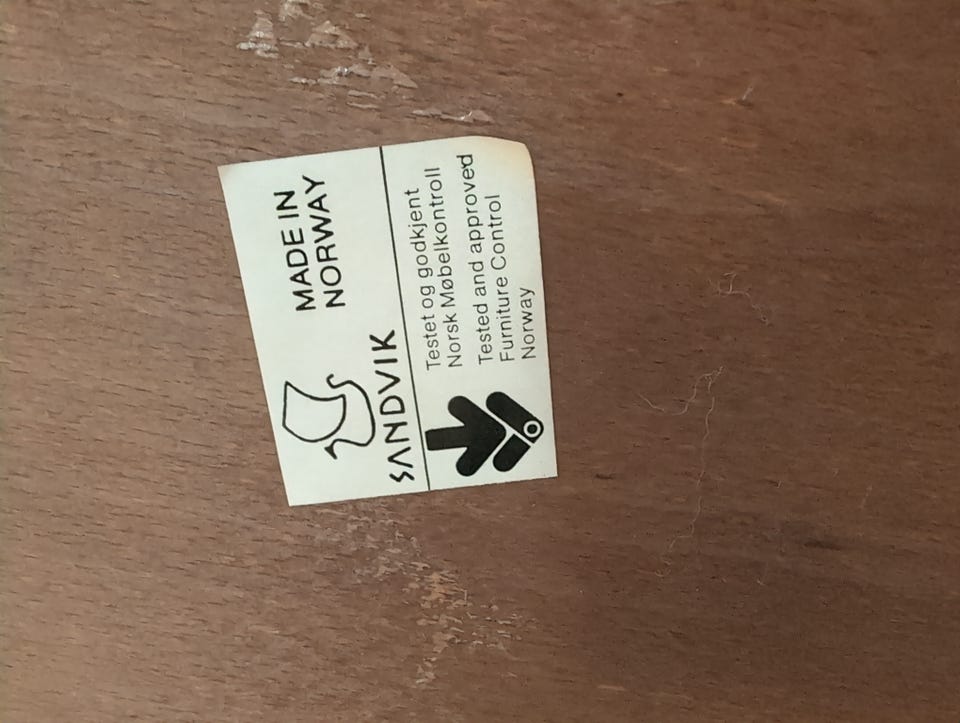 SANDVIK
MADE IN
NORWAY
Testet og godkjent
Norsk Møbelkontroll
Tested and approved
Furniture Control
Norway